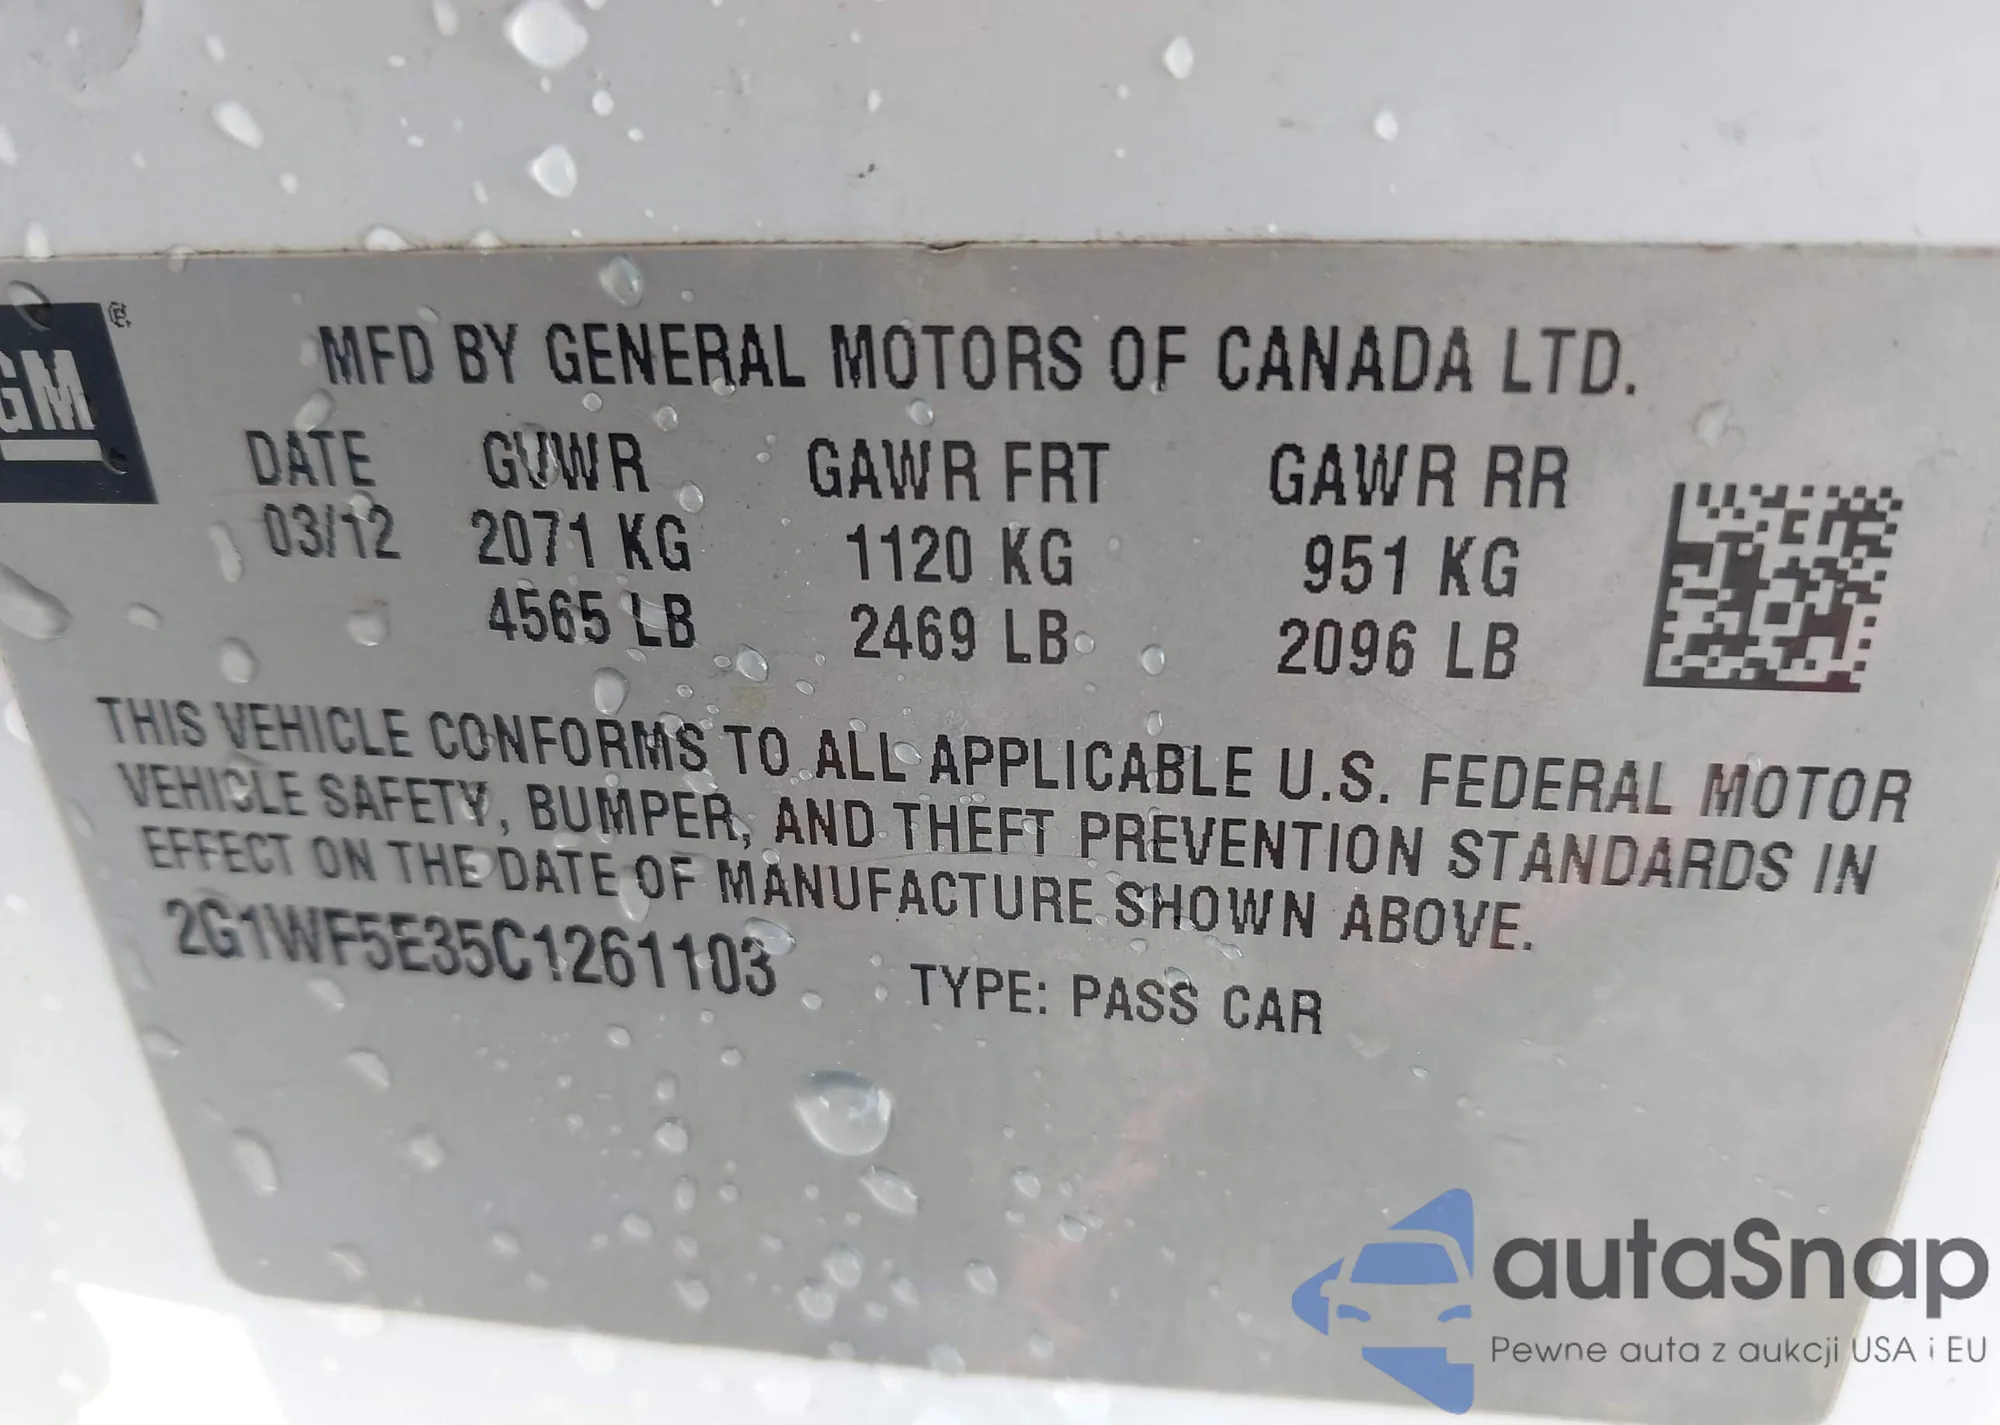 GM
MFD BY GENERAL MOTORS OF CANADA LTD.
DATE GVWR GAWR FRT GAWR RR
03/12 2071 KG 1120 KG 951 KG
4565 LB 2469 LB 2096 LB
THIS VEHICLE CONFORMS TO ALL APPLICABLE U.S. FEDERAL MOTOR
VEHICLE SAFETY, BUMPER, AND THEFT PREVENTION STANDARDS IN
EFFECT ON THE DATE OF MANUFACTURE SHOWN ABOVE.
2G1WF5E35C1261103 TYPE: PASS CAR
autaSnap
Pewne auta z aukcji USA i EU